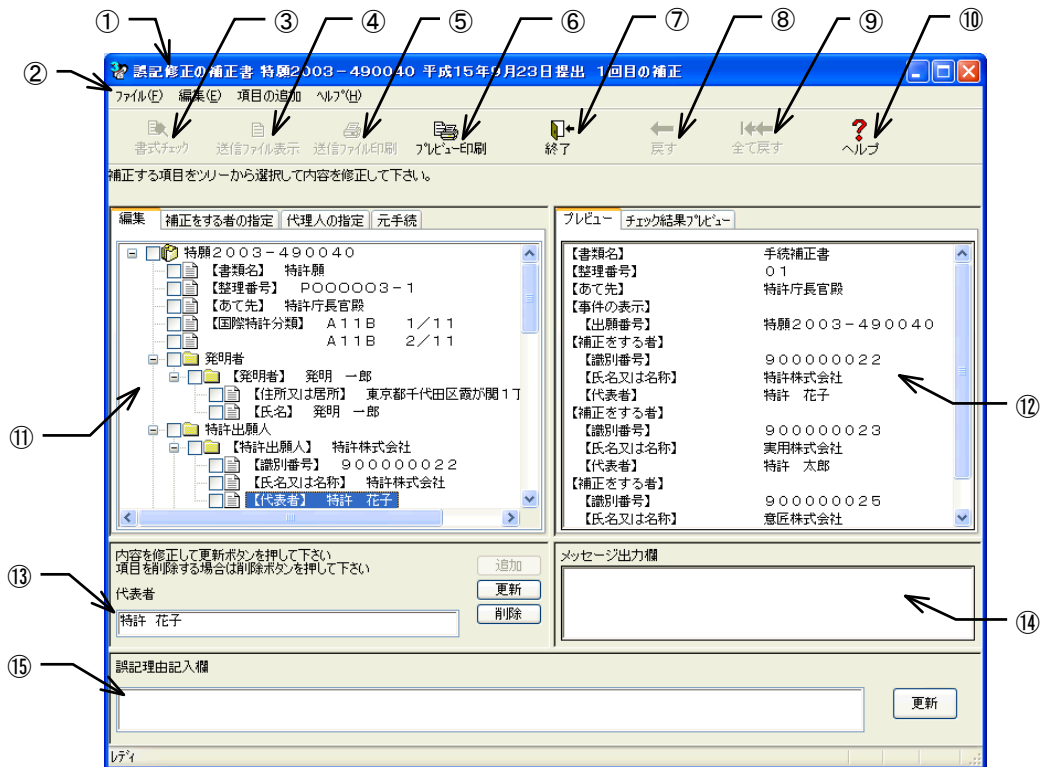 ① ③ ④ ⑤ ⑥ ⑦ ⑧ ⑨ ⑩
②
誤記修正の補正書 特願2003－490040 平成15年9月23日提出 1回目の補正
ファイル(F) 編集(E) 項目の追加 ヘルプ(H)
書式チェック 送信ファイル表示 送信ファイル印刷 プレビュー印刷 終了 戻す 全て戻す ヘルプ
補正する項目をツリーから選択して内容を修正して下さい。
編集 補正をする者の指定 代理人の指定 元手続
特願２００３－４９００４０
【書類名】 特許願
【整理番号】 Ｐ０００００３－１
【あて先】 特許庁長官殿
【国際特許分類】 Ａ１１Ｂ １／１１
Ａ１１Ｂ ２／１１
発明者
【発明者】 発明 一郎
【住所又は居所】 東京都千代田区霞が関１丁
【氏名】 発明 一郎
特許出願人
【特許出願人】 特許株式会社
【識別番号】 ９００００００２２
【氏名又は名称】 特許株式会社
【代表者】 特許 花子
⑪
プレビュー チェック結果プレビュー
【書類名】 手続補正書
【整理番号】 ０１
【あて先】 特許庁長官殿
【事件の表示】
【出願番号】 特願２００３－４９００４０
【補正をする者】
【識別番号】 ９００００００２２
【氏名又は名称】 特許株式会社
【代表者】 特許 花子
【補正をする者】
【識別番号】 ９００００００２３
【氏名又は名称】 実用株式会社
【代表者】 特許 太郎
【補正をする者】
【識別番号】 ９００００００２５
【氏名又は名称】 意匠株式会社
⑫
内容を修正して更新ボタンを押して下さい
項目を削除する場合は削除ボタンを押して下さい
追加
更新
削除
代表者
⑬
特許 花子
メッセージ出力欄
⑭
誤記理由記入欄
⑮
更新
レディ